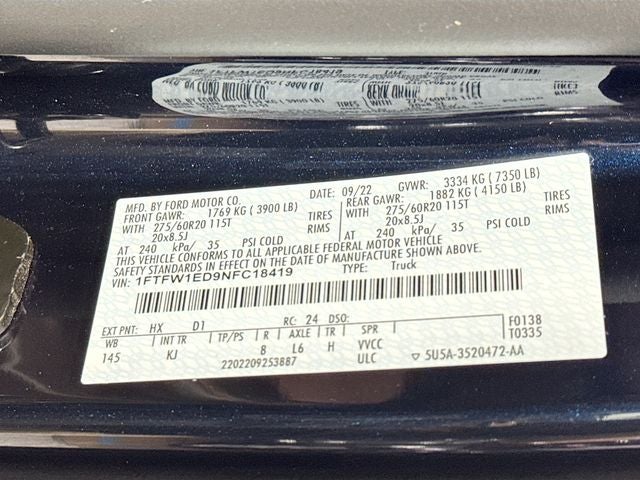 MFD. BY FORD MOTOR CO.
DATE: 09/22 GVWR: 3334 KG ( 7350 LB)
FRONT GAWR: 1769 KG ( 3900 LB) REAR GAWR: 1882 KG ( 4150 LB)
WITH 275/60R20 115T TIRES WITH 275/60R20 115T TIRES
20x8.5J RIMS 20x8.5J RIMS
AT 240 kPa/ 35 PSI COLD AT 240 kPa/ 35 PSI COLD
THIS VEHICLE CONFORMS TO ALL APPLICABLE FEDERAL MOTOR VEHICLE
SAFETY STANDARDS IN EFFECT ON THE DATE OF MANUFACTURE SHOWN ABOVE.
VIN: 1FTFW1ED9NFC18419 TYPE: Truck
EXT PNT: HX D1 RC: 24 DSO: F0138
WB INT TR TP/PS R AXLE TR SPR T0335
145 KJ 8 L6 H VVCC
2202209253887 ULC ▽ 5U5A-3520472-AA